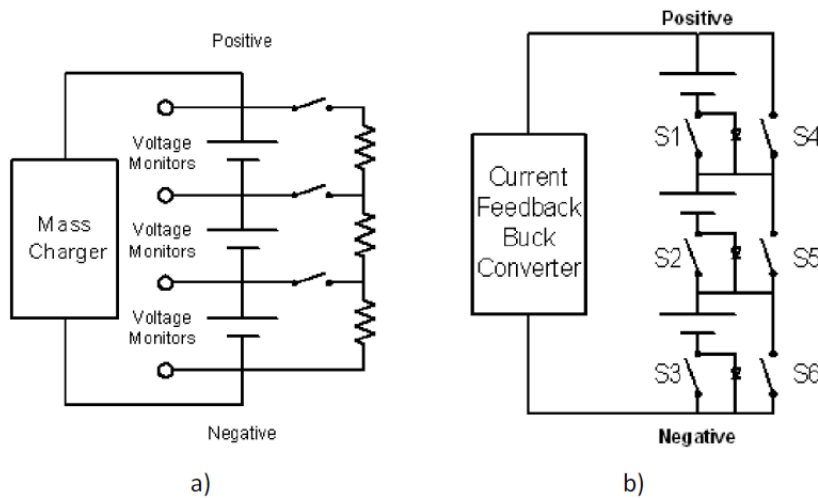 Positive
Voltage
Monitors
Mass
Charger
Voltage
Monitors
Voltage
Monitors
Negative
a)
Positive
S1
S4
Current
Feedback
Buck
Converter
S2
S5
S3
S6
Negative
b)